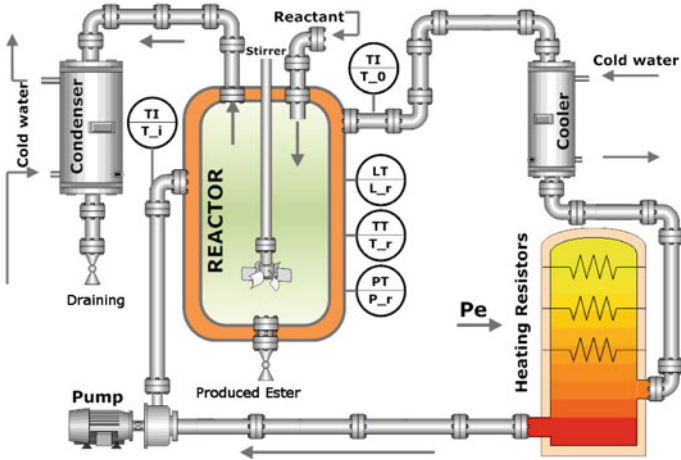 Reactant
Stirrer
TI
T_0
Cold water
Cold water
Condenser
TI
T_i
Cooler
REACTOR
LT
L_r
TT
T_r
PT
P_r
Draining
Pe
Heating Resistors
Produced Ester
Pump